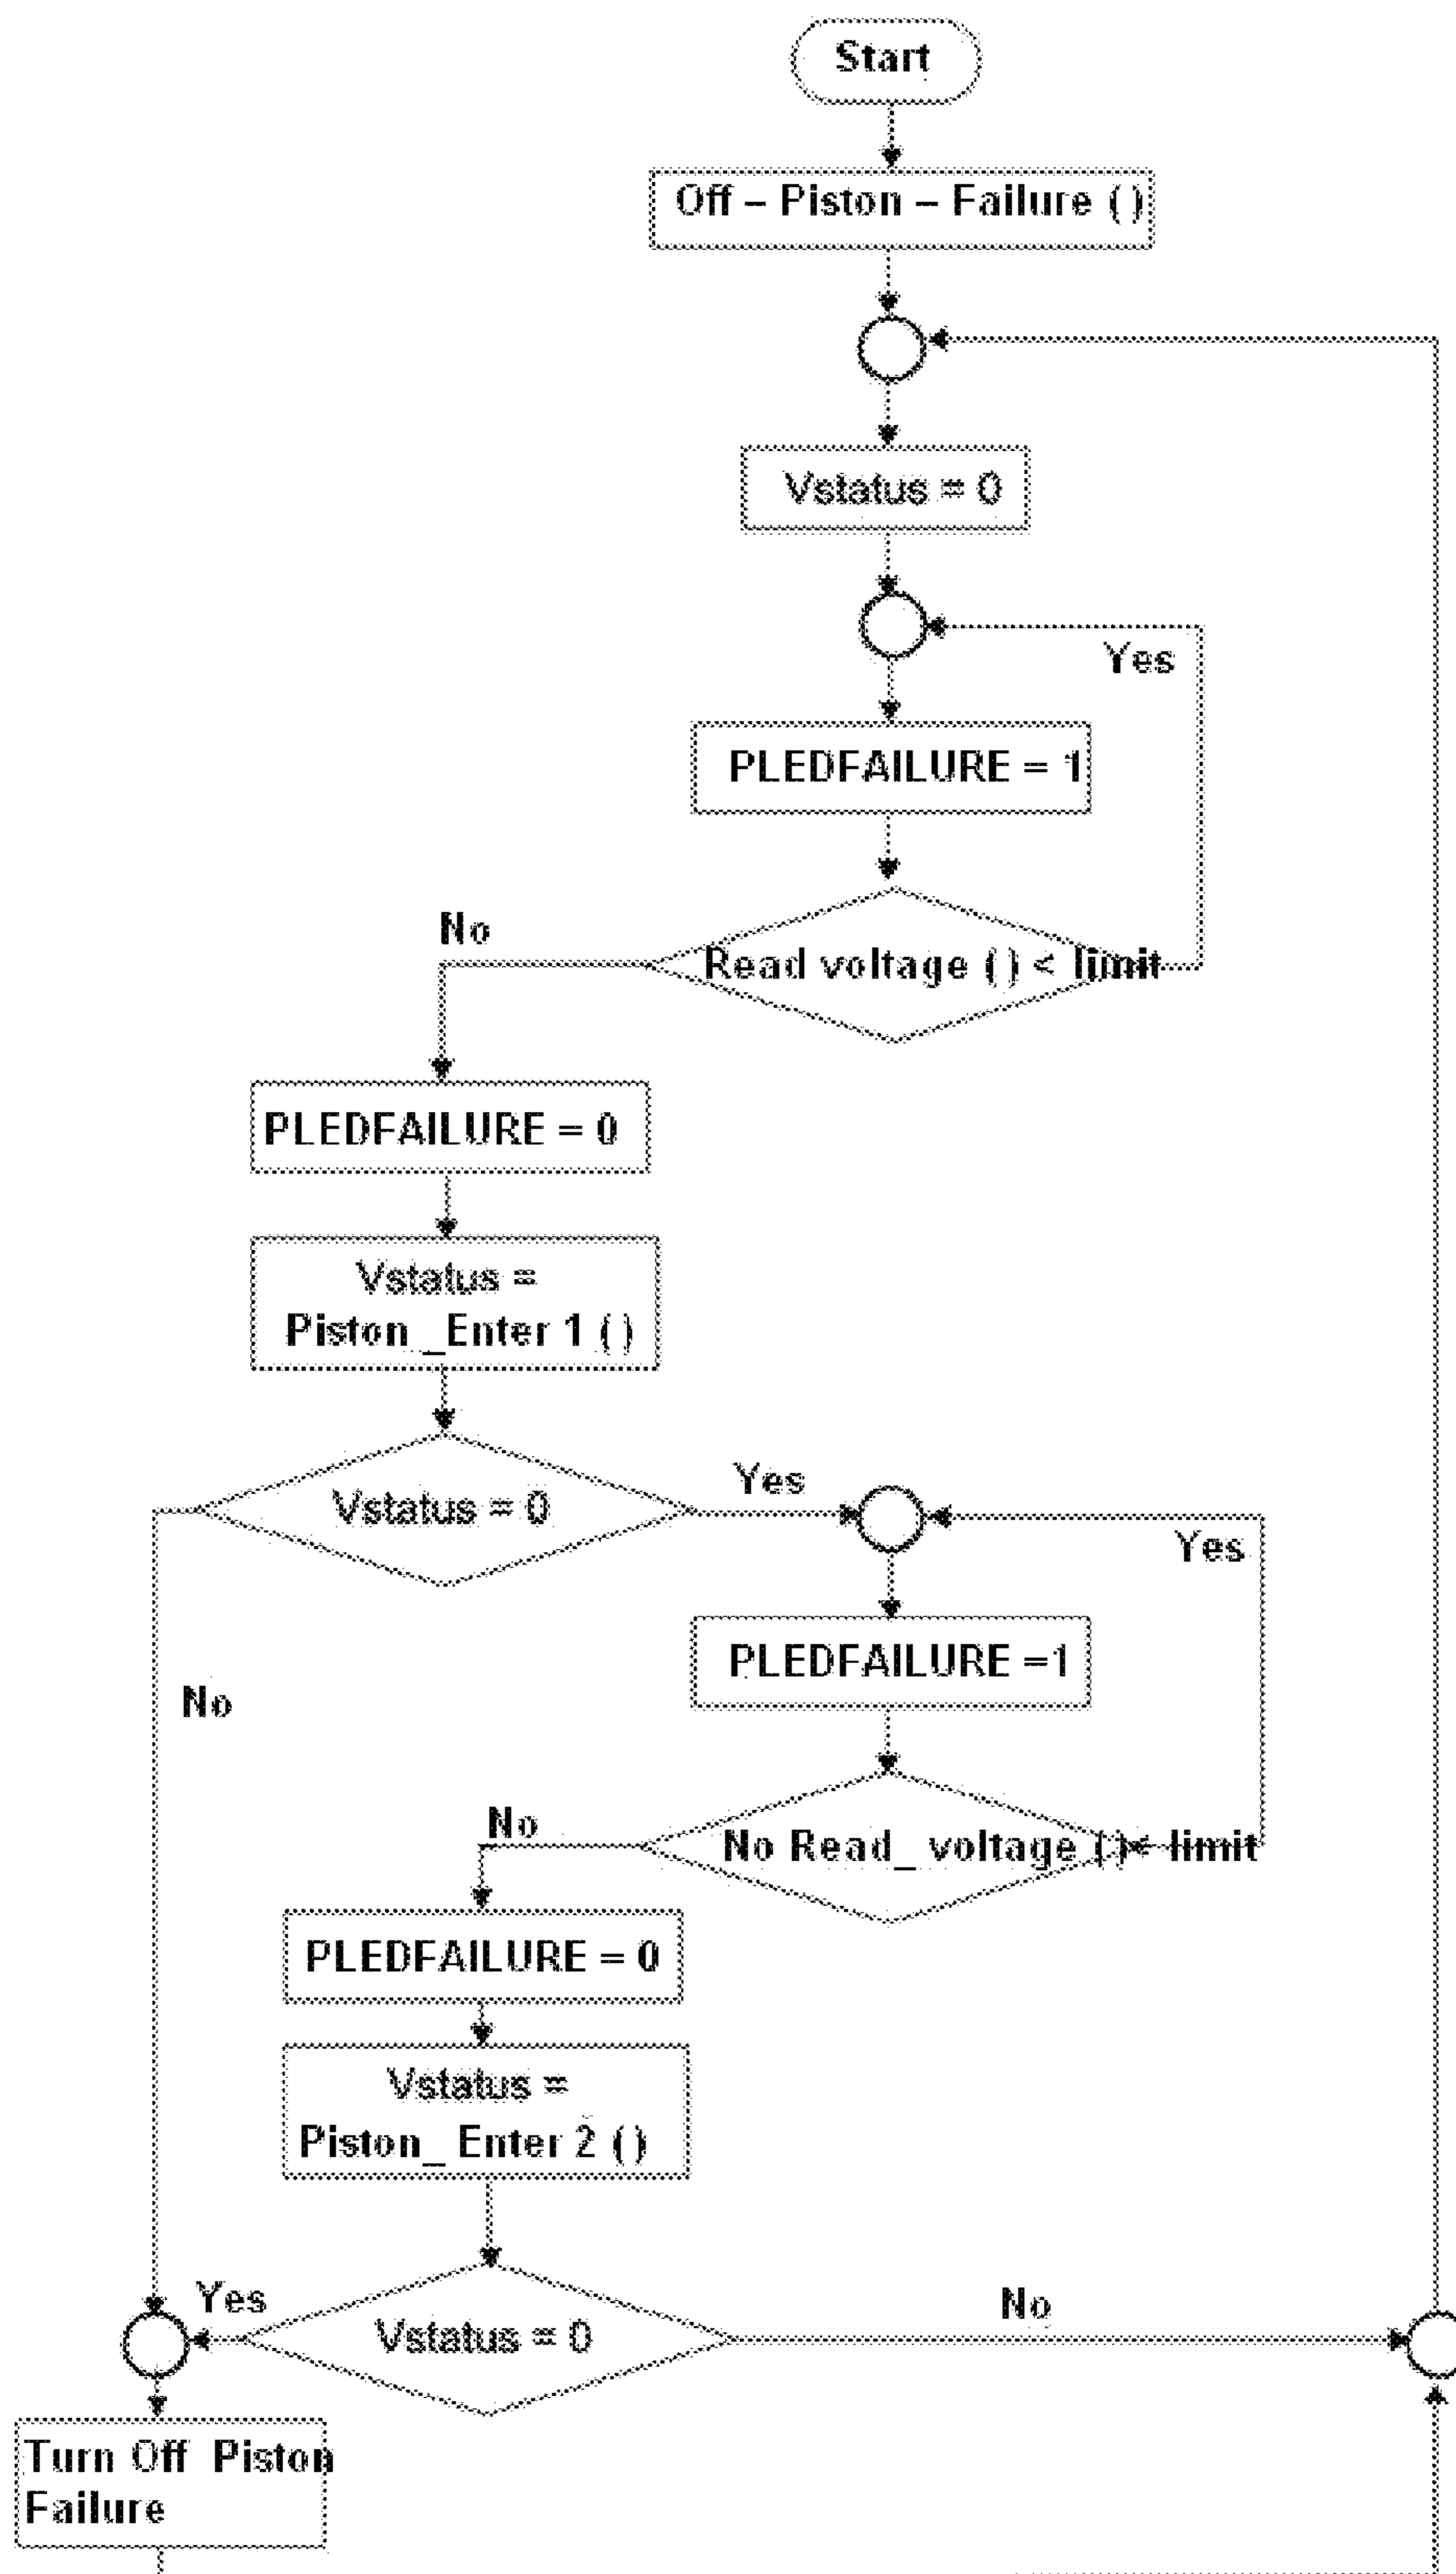 Start
Off – Piston – Failure ( )
Vstatus = 0
Yes
PLEDFAILURE = 1
No
Read voltage ( ) < limit
PLEDFAILURE = 0
Vstatus =
Piston _Enter 1 ( )
Vstatus = 0
Yes
Yes
PLEDFAILURE =1
No
No
No Read_ voltage ( )< limit
PLEDFAILURE = 0
Vstatus =
Piston_ Enter 2 ( )
Yes
Vstatus = 0
No
Turn Off Piston
Failure